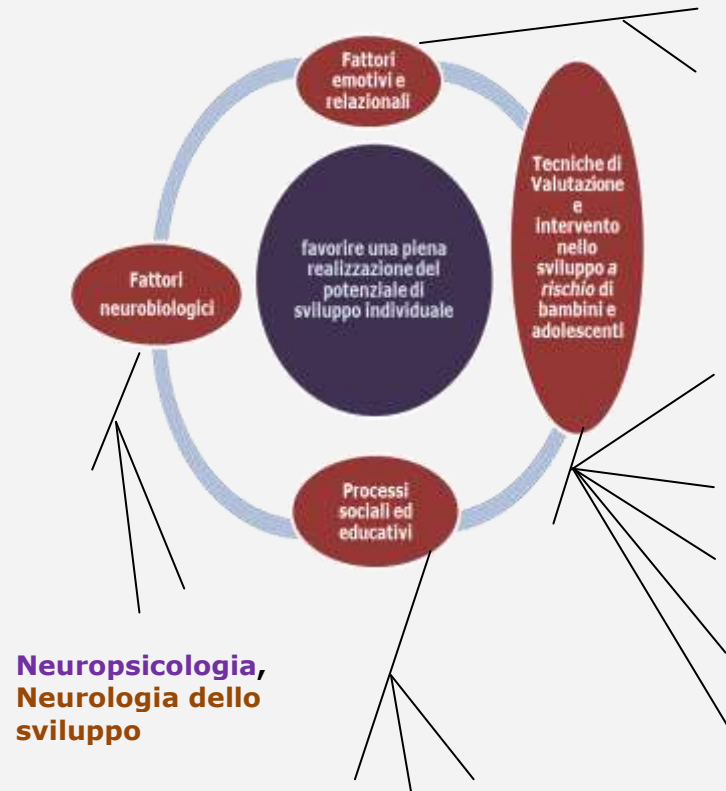 Fattori
emotivi e
relazionali
Tecniche di
Valutazione
e
intervento
nello
sviluppo a
rischio di
bambini e
adolescenti
favorire una piena
realizzazione del
potenziale di
sviluppo individuale
Fattori
neurobiologici
Processi
sociali ed
educativi
Neuropsicologia,
Neurologia dello
sviluppo